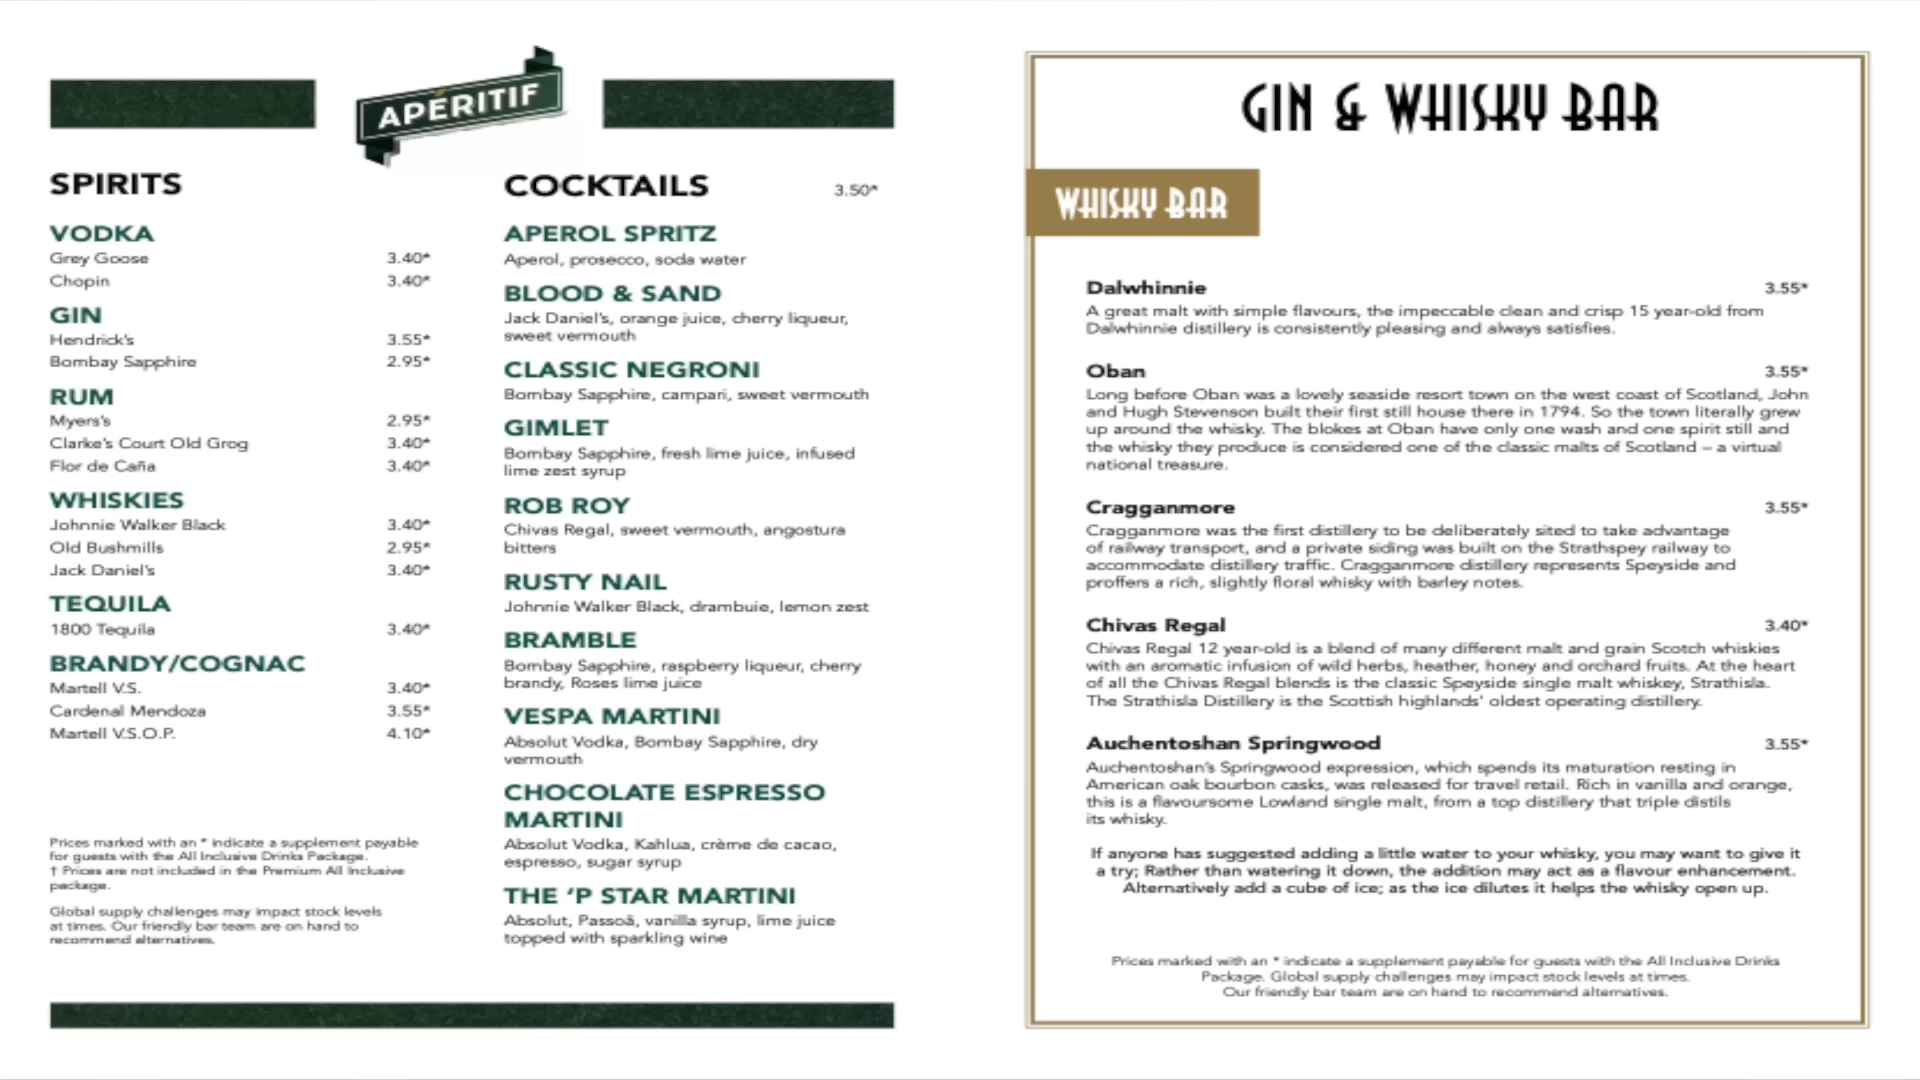 APÉRITIF
SPIRITS
VODKA
Grey Goose 3.40*
Chopin 3.40*
GIN
Hendrick's 3.55*
Bombay Sapphire 2.95*
RUM
Myers's 2.95*
Clarke's Court Old Grog 3.40*
Flor de Caña 3.40*
WHISKIES
Johnnie Walker Black 3.40*
Old Bushmills 2.95*
Jack Daniel's 3.40*
TEQUILA
1800 Tequila 3.40*
BRANDY/COGNAC
Martell V.S. 3.40*
Cardenal Mendoza 3.55*
Martell V.S.O.P. 4.10*
Prices marked with an * indicate a supplement payable
for guests with the All Inclusive Drinks Package.
† Prices are not included in the Premium All Inclusive
package.
Global supply challenges may impact stock levels
at times. Our friendly bar team are on hand to
recommend alternatives.
COCKTAILS 3.50*
APEROL SPRITZ
Aperol, prosecco, soda water
BLOOD & SAND
Jack Daniel's, orange juice, cherry liqueur,
sweet vermouth
CLASSIC NEGRONI
Bombay Sapphire, campari, sweet vermouth
GIMLET
Bombay Sapphire, fresh lime juice, infused
lime zest syrup
ROB ROY
Chivas Regal, sweet vermouth, angostura
bitters
RUSTY NAIL
Johnnie Walker Black, drambuie, lemon zest
BRAMBLE
Bombay Sapphire, raspberry liqueur, cherry
brandy, Roses lime juice
VESPA MARTINI
Absolut Vodka, Bombay Sapphire, dry
vermouth
CHOCOLATE ESPRESSO
MARTINI
Absolut Vodka, Kahlua, crème de cacao,
espresso, sugar syrup
THE ‘P STAR MARTINI
Absolut, Passoã, vanilla syrup, lime juice
topped with sparkling wine
GIN & WHISKY BAR
WHISKY BAR
Dalwhinnie 3.55*
A great malt with simple flavours, the impeccable clean and crisp 15 year-old from
Dalwhinnie distillery is consistently pleasing and always satisfies.
Oban 3.55*
Long before Oban was a lovely seaside resort town on the west coast of Scotland, John
and Hugh Stevenson built their first still house there in 1794. So the town literally grew
up around the whisky. The blokes at Oban have only one wash and one spirit still and
the whisky they produce is considered one of the classic malts of Scotland – a virtual
national treasure.
Cragganmore 3.55*
Cragganmore was the first distillery to be deliberately sited to take advantage
of railway transport, and a private siding was built on the Strathspey railway to
accommodate distillery traffic. Cragganmore distillery represents Speyside and
proffers a rich, slightly floral whisky with barley notes.
Chivas Regal 3.40*
Chivas Regal 12 year-old is a blend of many different malt and grain Scotch whiskies
with an aromatic infusion of wild herbs, heather, honey and orchard fruits. At the heart
of all the Chivas Regal blends is the classic Speyside single malt whiskey, Strathisla.
The Strathisla Distillery is the Scottish highlands’ oldest operating distillery.
Auchentoshan Springwood 3.55*
Auchentoshan's Springwood expression, which spends its maturation resting in
American oak bourbon casks, was released for travel retail. Rich in vanilla and orange,
this is a flavoursome Lowland single malt, from a top distillery that triple distils
its whisky.
If anyone has suggested adding a little water to your whisky, you may want to give it
a try; Rather than watering it down, the addition may act as a flavour enhancement.
Alternatively add a cube of ice; as the ice dilutes it helps the whisky open up.
Prices marked with an * indicate a supplement payable for guests with the All Inclusive Drinks
Package. Global supply challenges may impact stock levels at times.
Our friendly bar team are on hand to recommend alternatives.